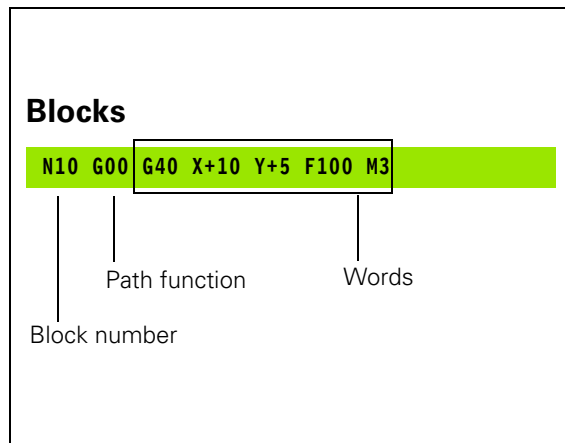 Blocks
N10 G00 G40 X+10 Y+5 F100 M3
Path function Words
Block number